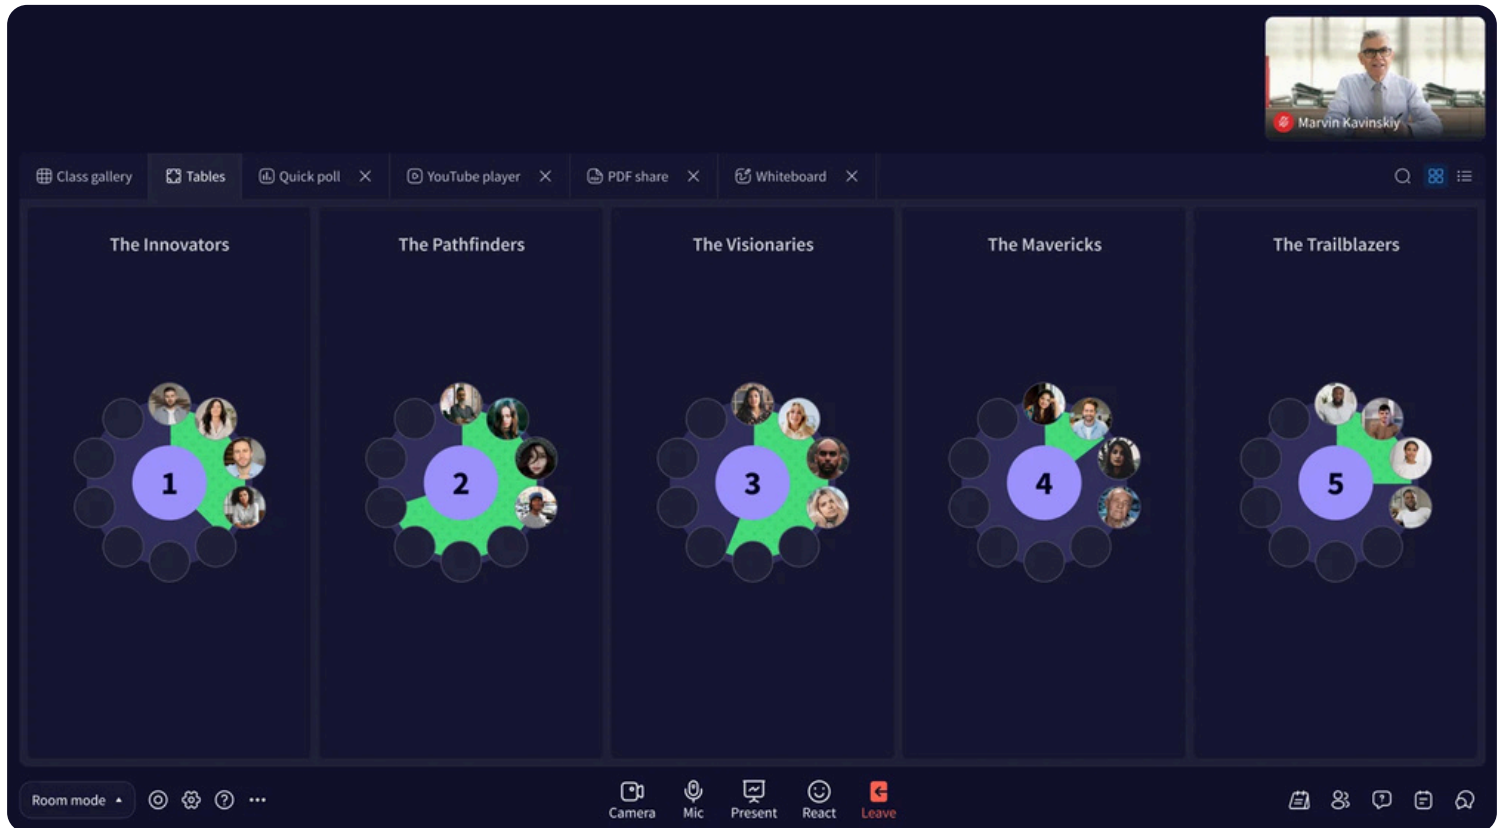 Marvin Kavinskiy
Class gallery
Tables
Quick poll
YouTube player
PDF share
Whiteboard
The Innovators
The Pathfinders
The Visionaries
The Mavericks
The Trailblazers
1
2
3
4
5
Room mode
Camera
Mic
Present
React
Leave